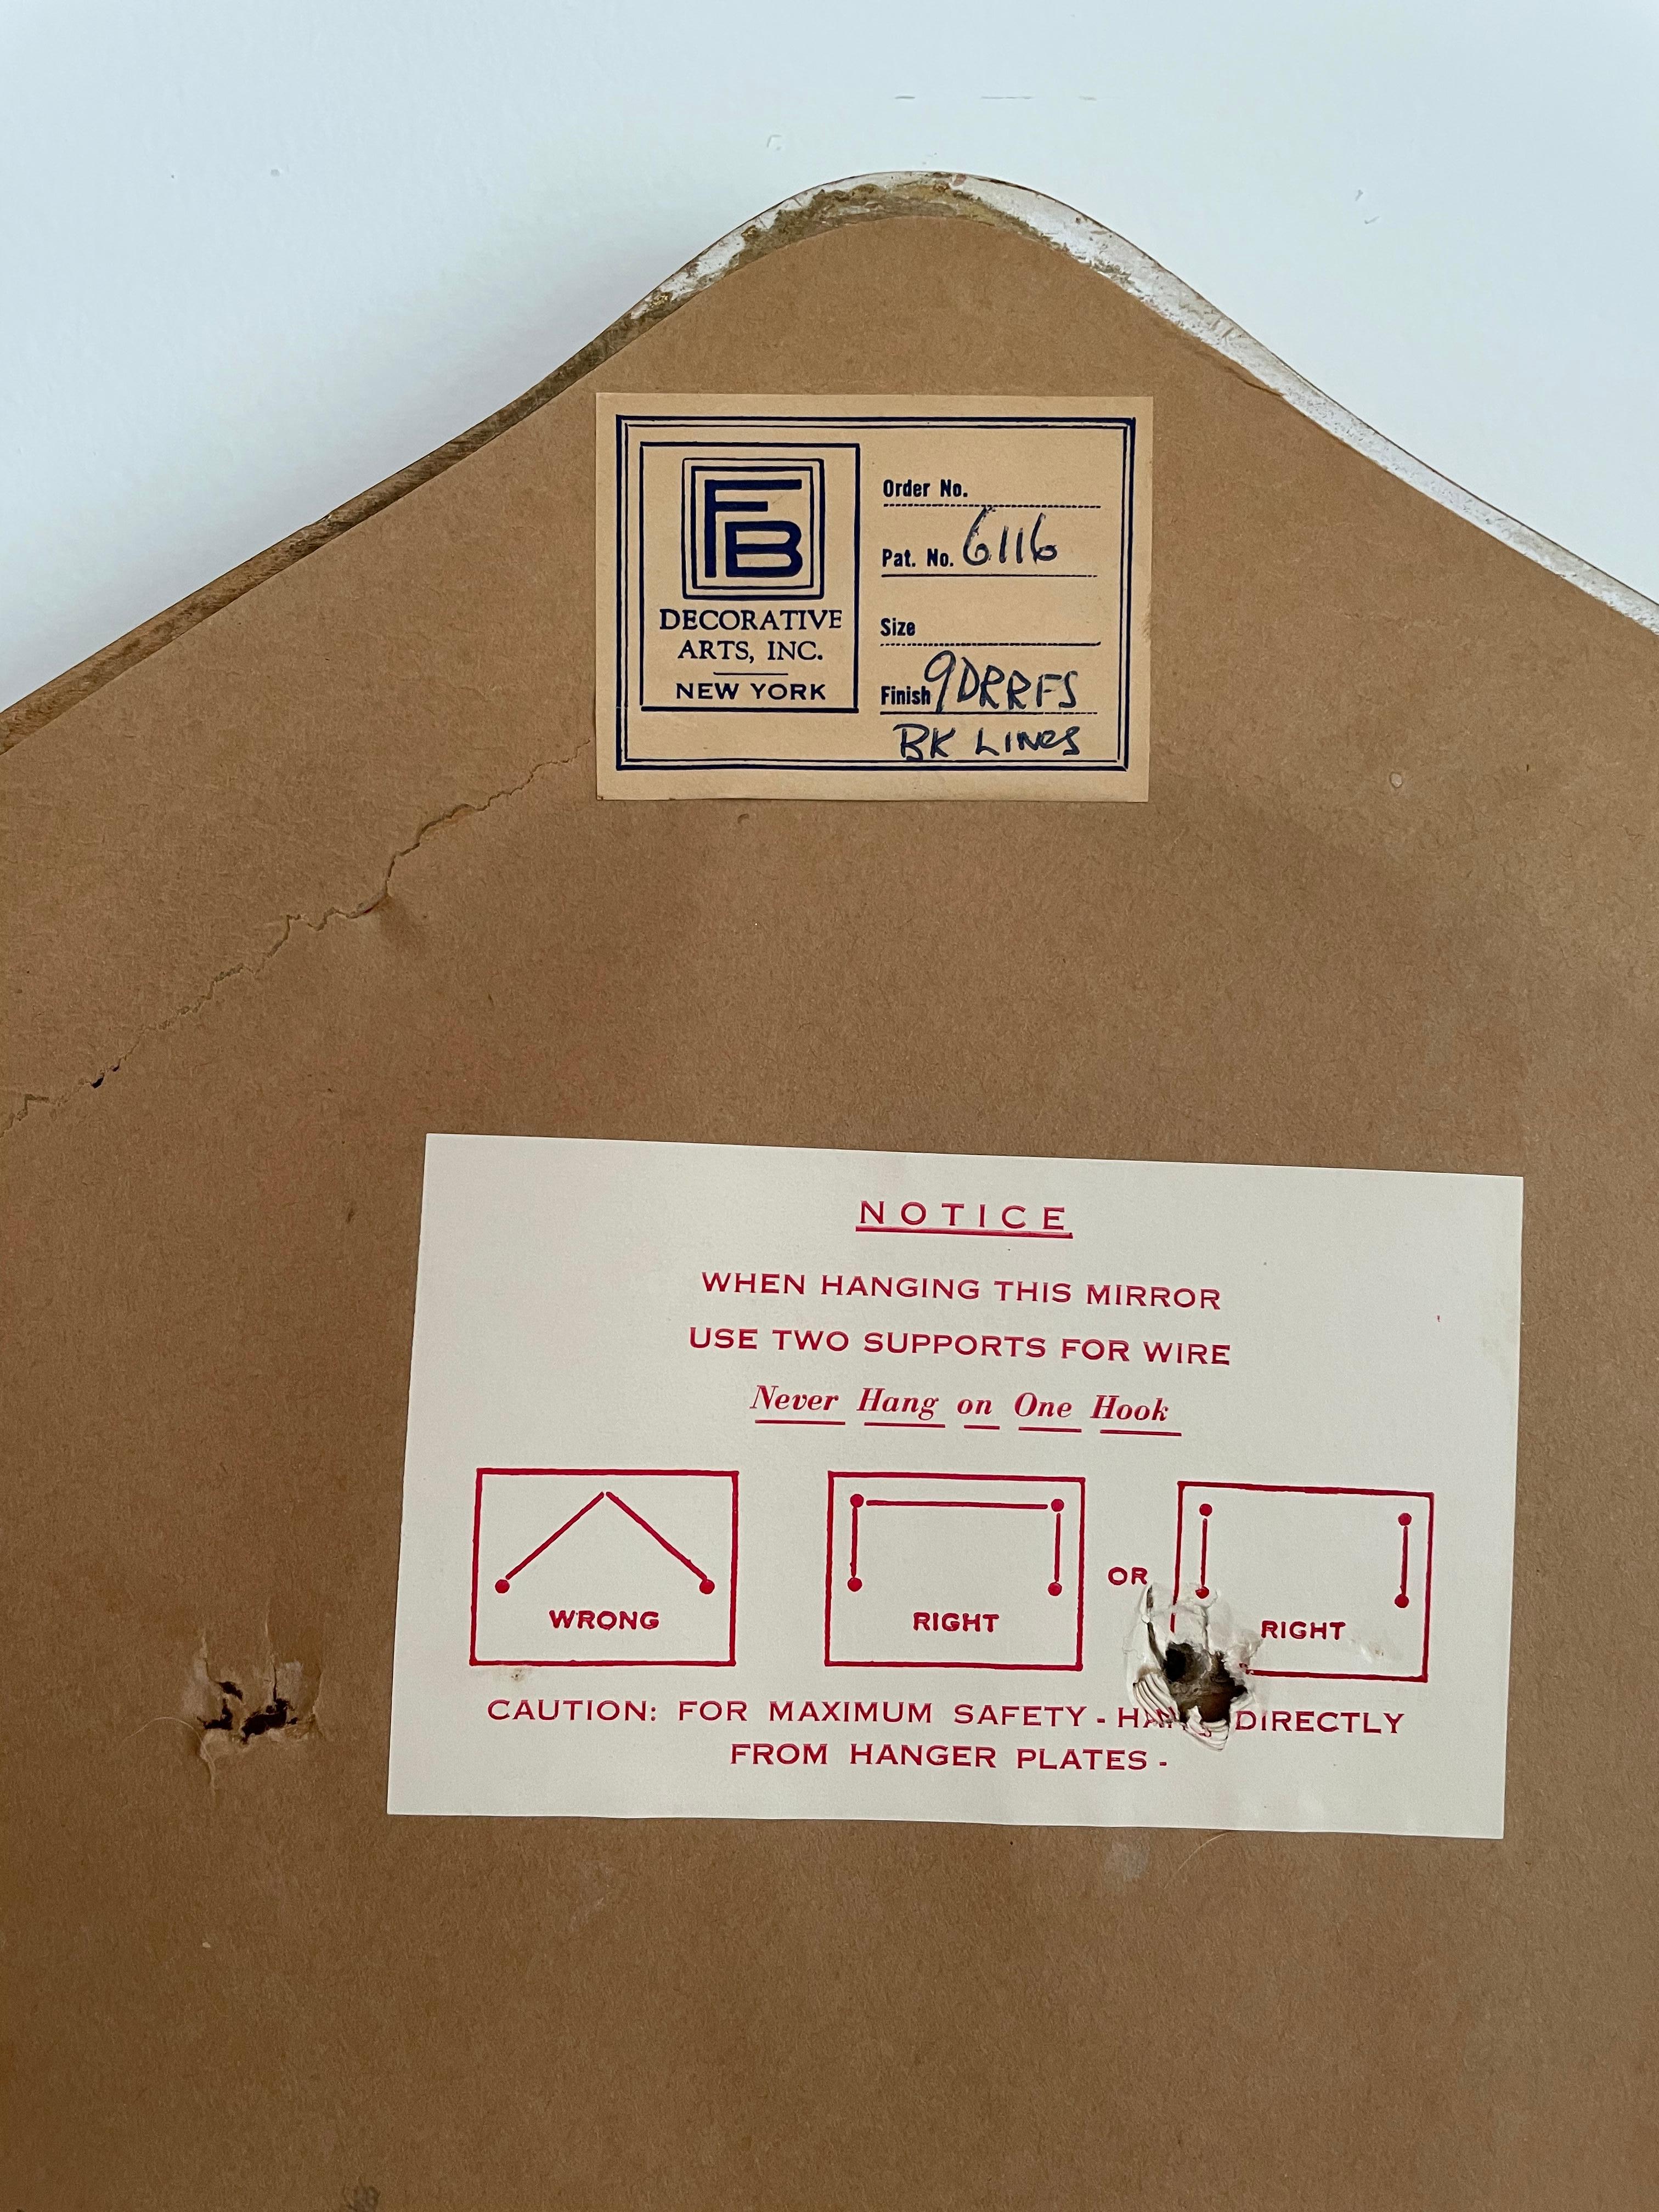 FB
DECORATIVE
ARTS, INC.
NEW YORK
Order No.
Pat. No. 6116
Size
Finish 9DRRFS
BK LINES
NOTICE
WHEN HANGING THIS MIRROR
USE TWO SUPPORTS FOR WIRE
Never Hang on One Hook
WRONG
RIGHT
OR
RIGHT
CAUTION: FOR MAXIMUM SAFETY - DIRECTLY
FROM HANGER PLATES -